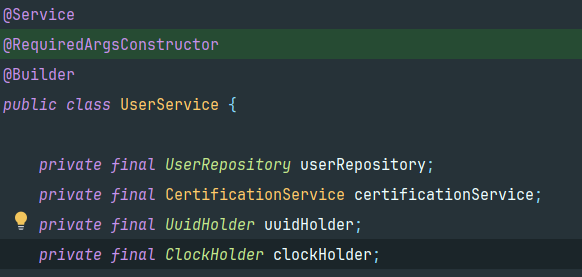 @Service
@RequiredArgsConstructor
@Builder
public class UserService {
private final UserRepository userRepository;
private final CertificationService certificationService;
private final UuidHolder uuidHolder;
private final ClockHolder clockHolder;